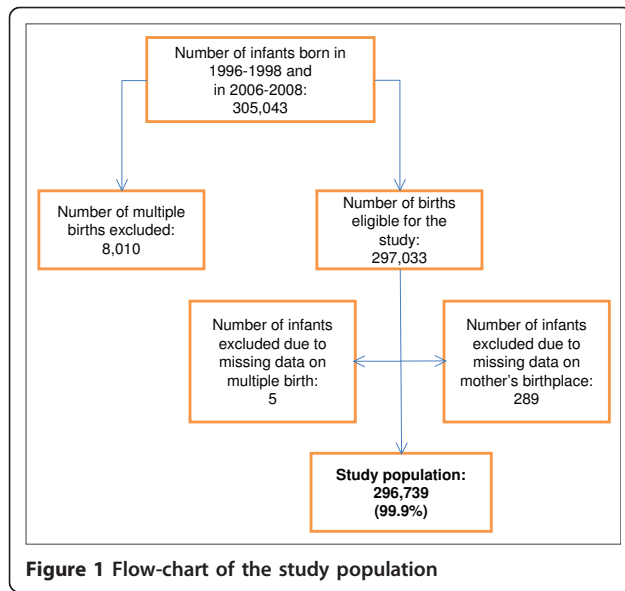 Number of infants born in
1996-1998 and
in 2006-2008:
305,043
Number of multiple
births excluded:
8,010
Number of births
eligible for the
study:
297,033
Number of infants
excluded due to
missing data on
multiple birth:
5
Number of infants
excluded due to
missing data on
mother's birthplace:
289
Study population:
296,739
(99.9%)
Figure 1 Flow-chart of the study population